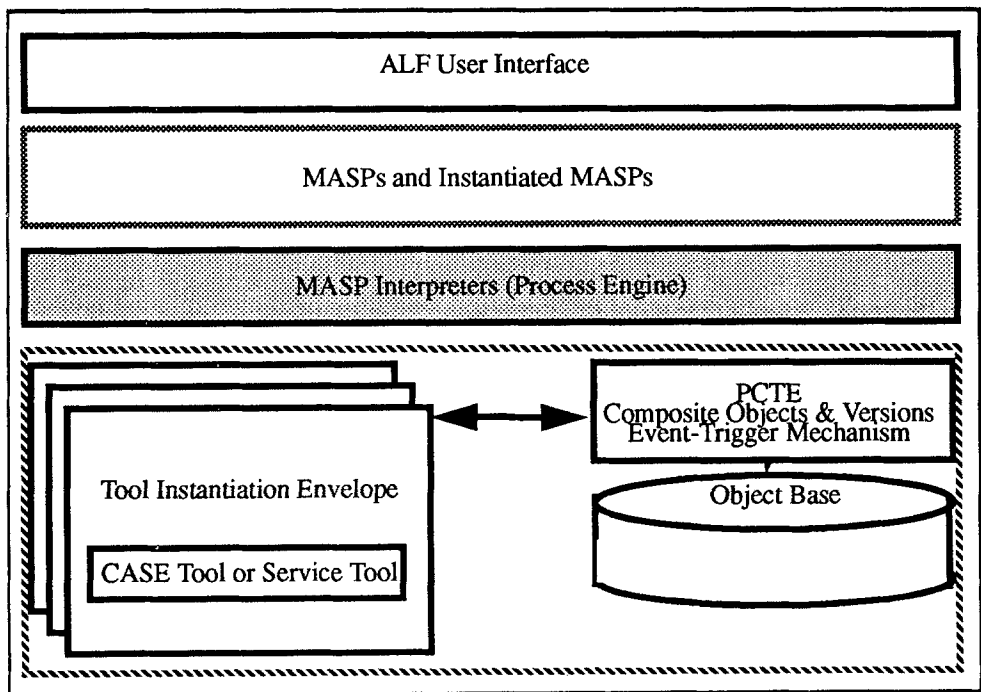 ALF User Interface
MASPs and Instantiated MASPs
MASP Interpreters (Process Engine)
Tool Instantiation Envelope
CASE Tool or Service Tool
PCTE
Composite Objects & Versions
Event-Trigger Mechanism
Object Base